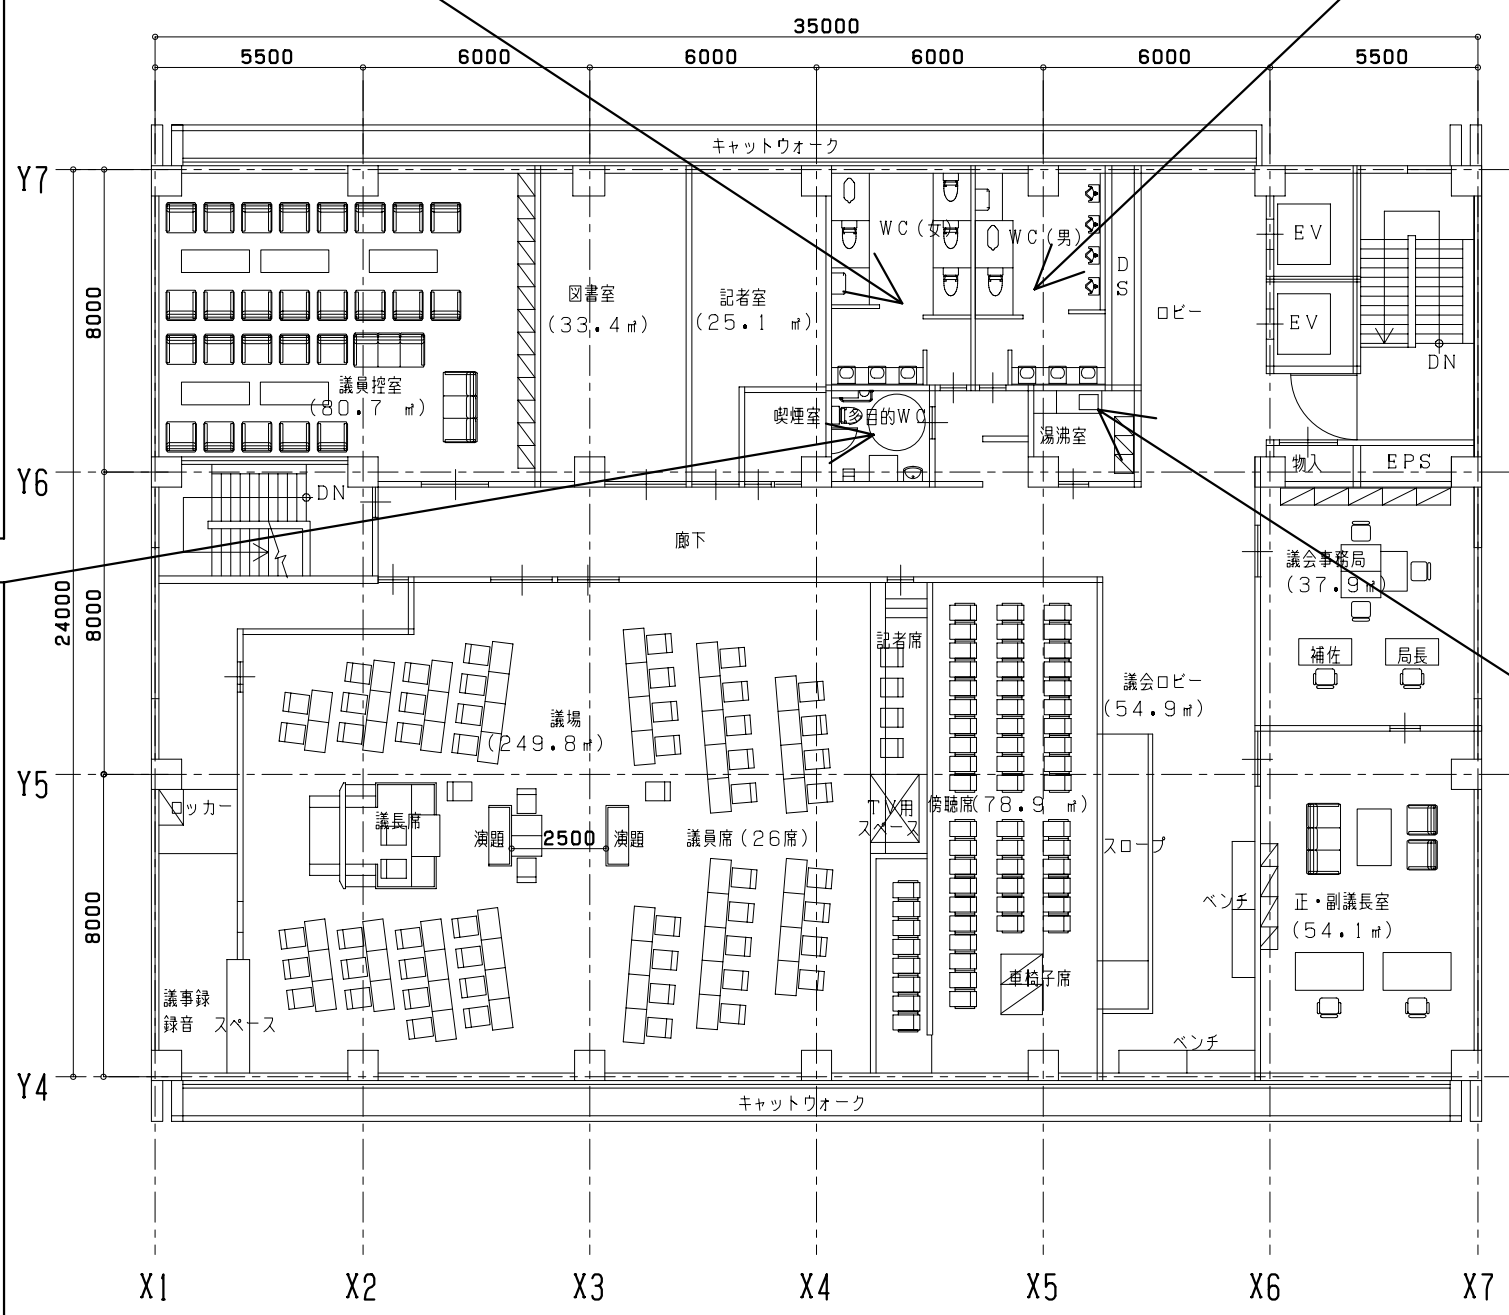 35000
5500
6000
6000
6000
6000
5500
キャットウォーク
Y7
WC(女)
WC(男)
DS
EV
ロビー
8000
図書室
(33.4㎡)
記者室
(25.1 ㎡)
EV
DN
議員控室
(80.7 ㎡)
喫煙室
多目的WC
湯沸室
物入
EPS
Y6
DN
廊下
議会事務局
(37.9㎡)
24000
8000
記者席
補佐
局長
議会ロビー
(54.9㎡)
議場
(249.8㎡)
Y5
ロッカー
議長席
演題
2500
演題
議員席(26席)
TV用
スペース
傍聴席(78.9 ㎡)
スロープ
8000
ベンチ
正・副議長室
(54.1㎡)
車椅子席
議事録
録音 スペース
ベンチ
Y4
キャットウォーク
X1
X2
X3
X4
X5
X6
X7